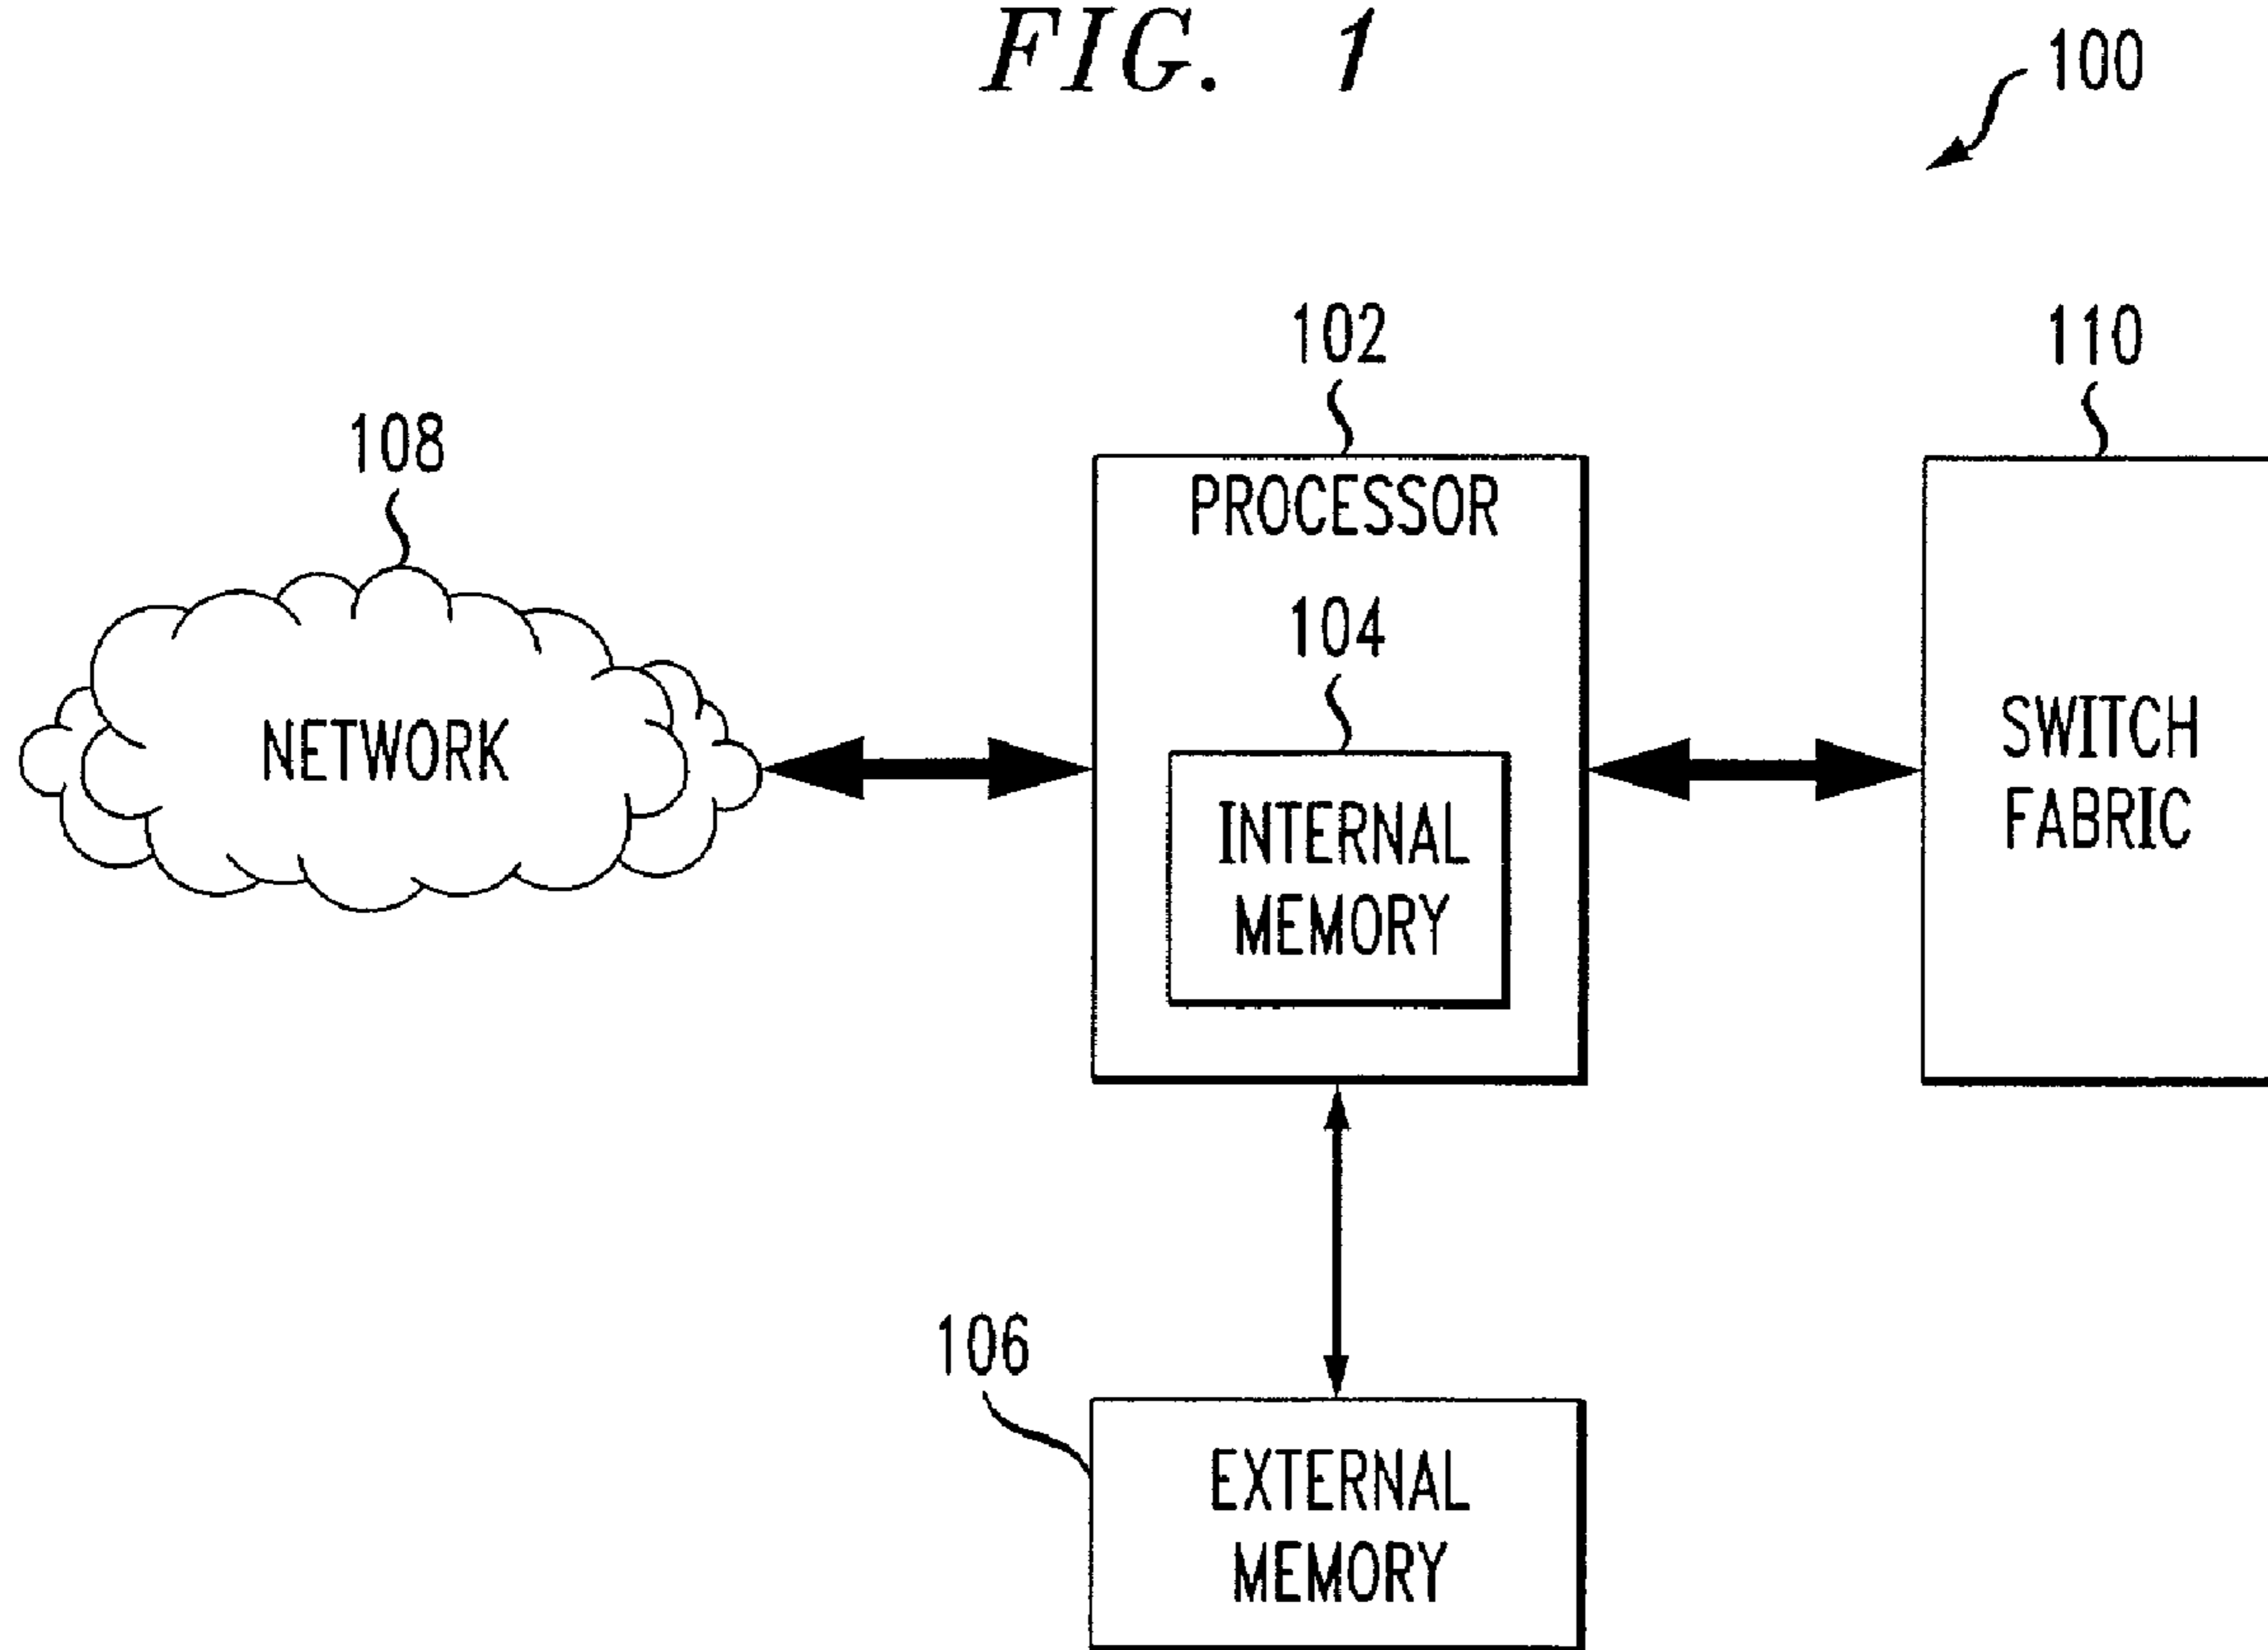 FIG. 1
100
102
110
108
PROCESSOR
104
NETWORK
SWITCH
FABRIC
INTERNAL
MEMORY
106
EXTERNAL
MEMORY